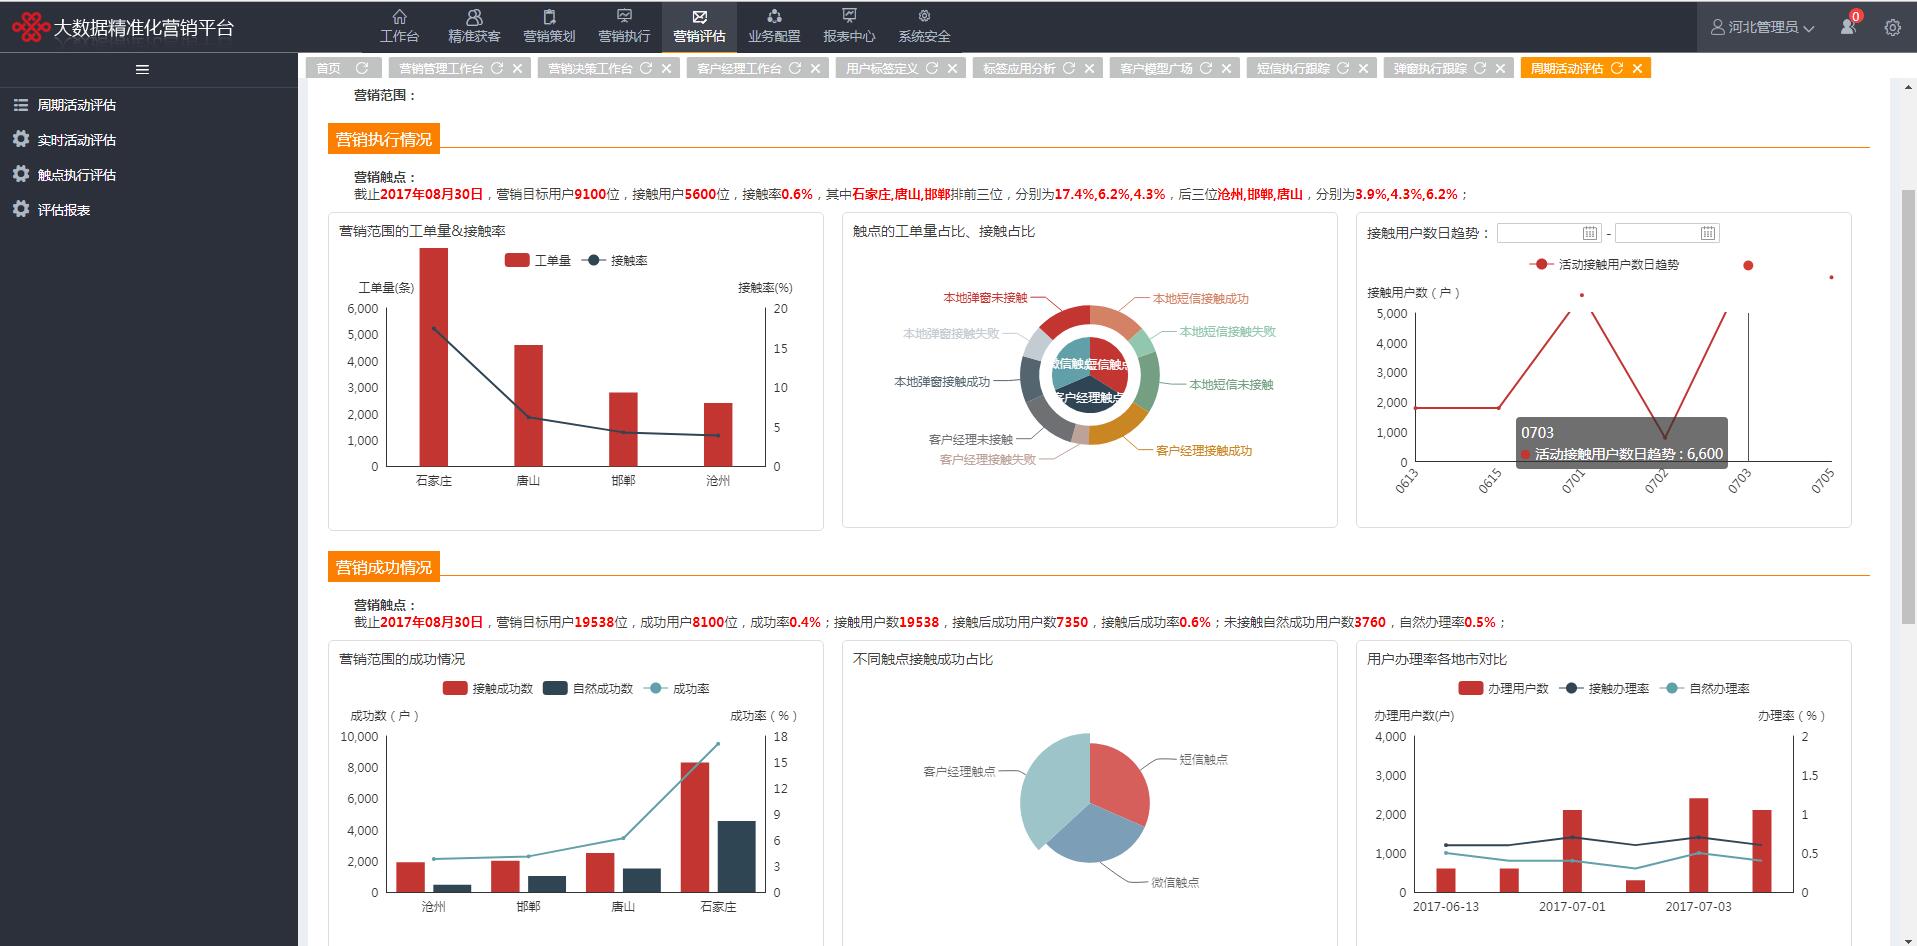 大数据精准化营销平台
工作台 精准获客 营销策划 营销执行 营销评估 业务配置 报表中心 系统安全
河北管理员 0
首页 营销管理工作台 营销决策工作台 客户经理工作台 用户标签定义 标签应用分析 客户模型广场 短信执行跟踪 弹窗执行跟踪 周期活动评估
周期活动评估
实时活动评估
触点执行评估
评估报表
营销范围：
营销执行情况
营销触点：
截止2017年08月30日，营销目标用户9100位，接触用户5600位，接触率0.6%，其中石家庄,唐山,邯郸排前三位，分别为17.4%,6.2%,4.3%，后三位沧州,邯郸,唐山，分别为3.9%,4.3%,6.2%；
营销范围的工单量&接触率
工单量 接触率
工单量(条) 接触率(%)
6,000 20
5,000
15
4,000
3,000 10
2,000
5
1,000
0 0
石家庄 唐山 邯郸 沧州
触点的工单量占比、接触占比
本地弹窗未接触 本地短信接触成功
本地弹窗接触失败 本地短信接触失败
微信触点 短信触点
本地弹窗接触成功 本地短信未接触
客户经理触点
客户经理未接触 客户经理接触成功
客户经理接触失败
接触用户数日趋势： -
活动接触用户数日趋势
接触用户数（户）
5,000
4,000
3,000
2,000
1,000
0
0703
活动接触用户数日趋势 : 6,600
0613 0615 0701 0702 0703 0705
营销成功情况
营销触点：
截止2017年08月30日，营销目标用户19538位，成功用户8100位，成功率0.4%；接触用户数19538，接触后成功用户数7350，接触后成功率0.6%；未接触自然成功用户数3760，自然办理率0.5%；
营销范围的成功情况
接触成功数 自然成功数 成功率
成功数（户） 成功率（%）
10,000 18
8,000 15
12
6,000
9
4,000
6
2,000 3
0 0
沧州 邯郸 唐山 石家庄
不同触点接触成功占比
短信触点
客户经理触点
微信触点
用户办理率各地市对比
办理用户数 接触办理率 自然办理率
办理用户数(户) 办理率（%）
4,000 2
3,000 1.5
2,000 1
1,000 0.5
0 0
2017-06-13 2017-07-01 2017-07-03